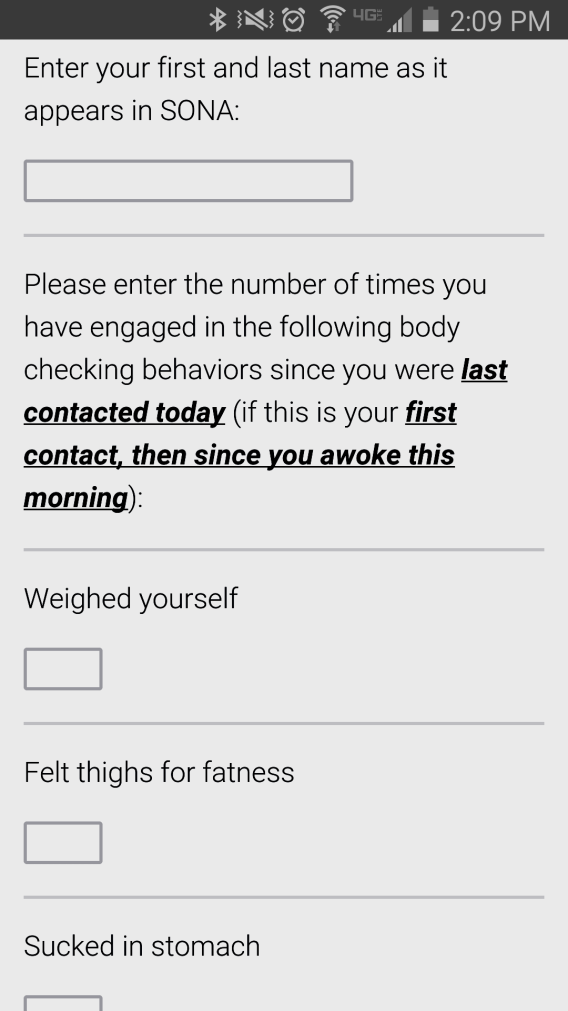 4G 2:09 PM
Enter your first and last name as it
appears in SONA:
Please enter the number of times you
have engaged in the following body
checking behaviors since you were last
contacted today (if this is your first
contact, then since you awoke this
morning):
Weighed yourself
Felt thighs for fatness
Sucked in stomach